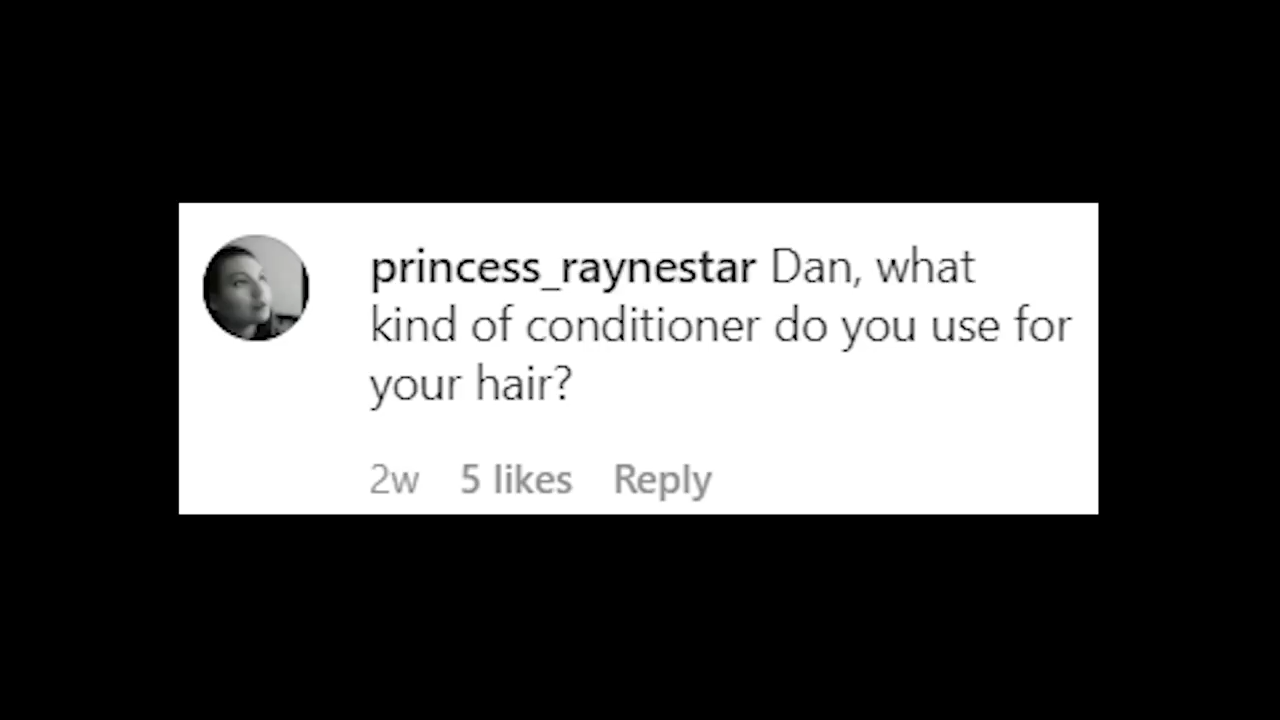 princess_raynestar Dan, what
kind of conditioner do you use for
your hair?
2w 5 likes Reply